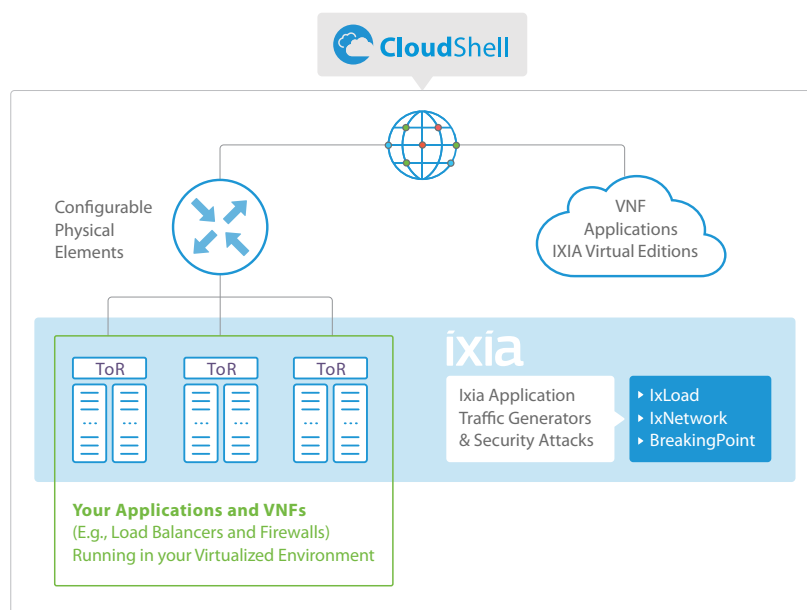 CloudShell
Configurable
Physical
Elements
VNF
Applications
IXIA Virtual Editions
ixia
ToR
ToR
ToR
Ixia Application
Traffic Generators
& Security Attacks
IxLoad
IxNetwork
BreakingPoint
Your Applications and VNFs
(E.g., Load Balancers and Firewalls)
Running in your Virtualized Environment